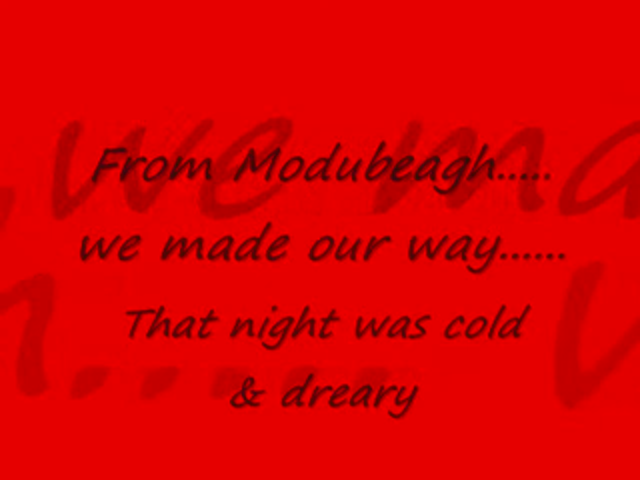 From Modubeagh.....
we made our way......
That night was cold
& dreary